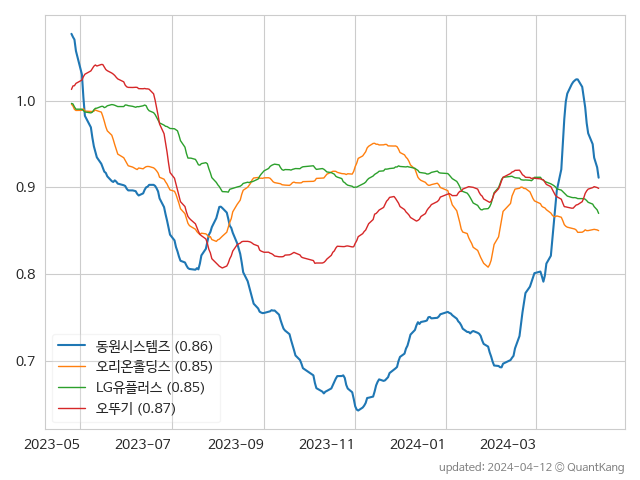 1.0
0.9
0.8
0.7
동원시스템즈 (0.86)
오리온홀딩스 (0.85)
LG유플러스 (0.85)
오뚜기 (0.87)
2023-05 2023-07 2023-09 2023-11 2024-01 2024-03
updated: 2024-04-12 © QuantKang